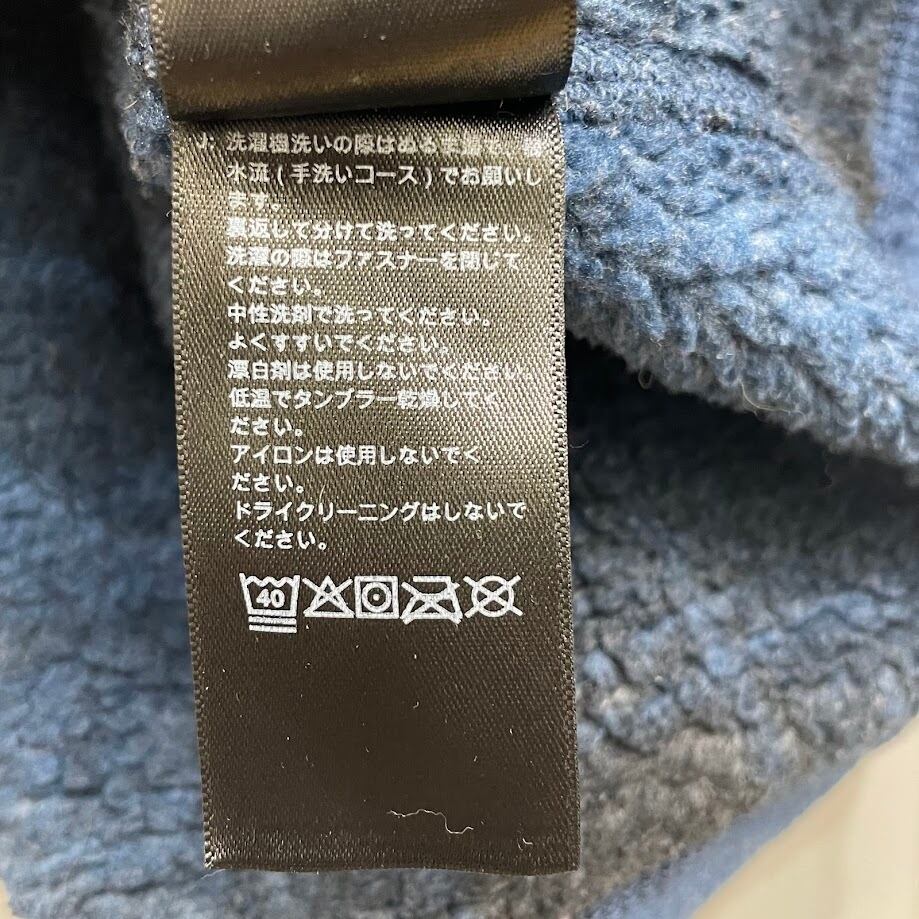 洗濯機洗いの際はぬるま湯で、弱
水流(手洗いコース)でお願いし
ます。
裏返して分けて洗ってください。
洗濯の際はファスナーを閉じて
ください。
中性洗剤で洗ってください。
よくすすいでください。
漂白剤は使用しないでください。
低温でタンブラー乾燥してく
ださい。
アイロンは使用しないでく
ださい。
ドライクリーニングはしないで
ください。
40